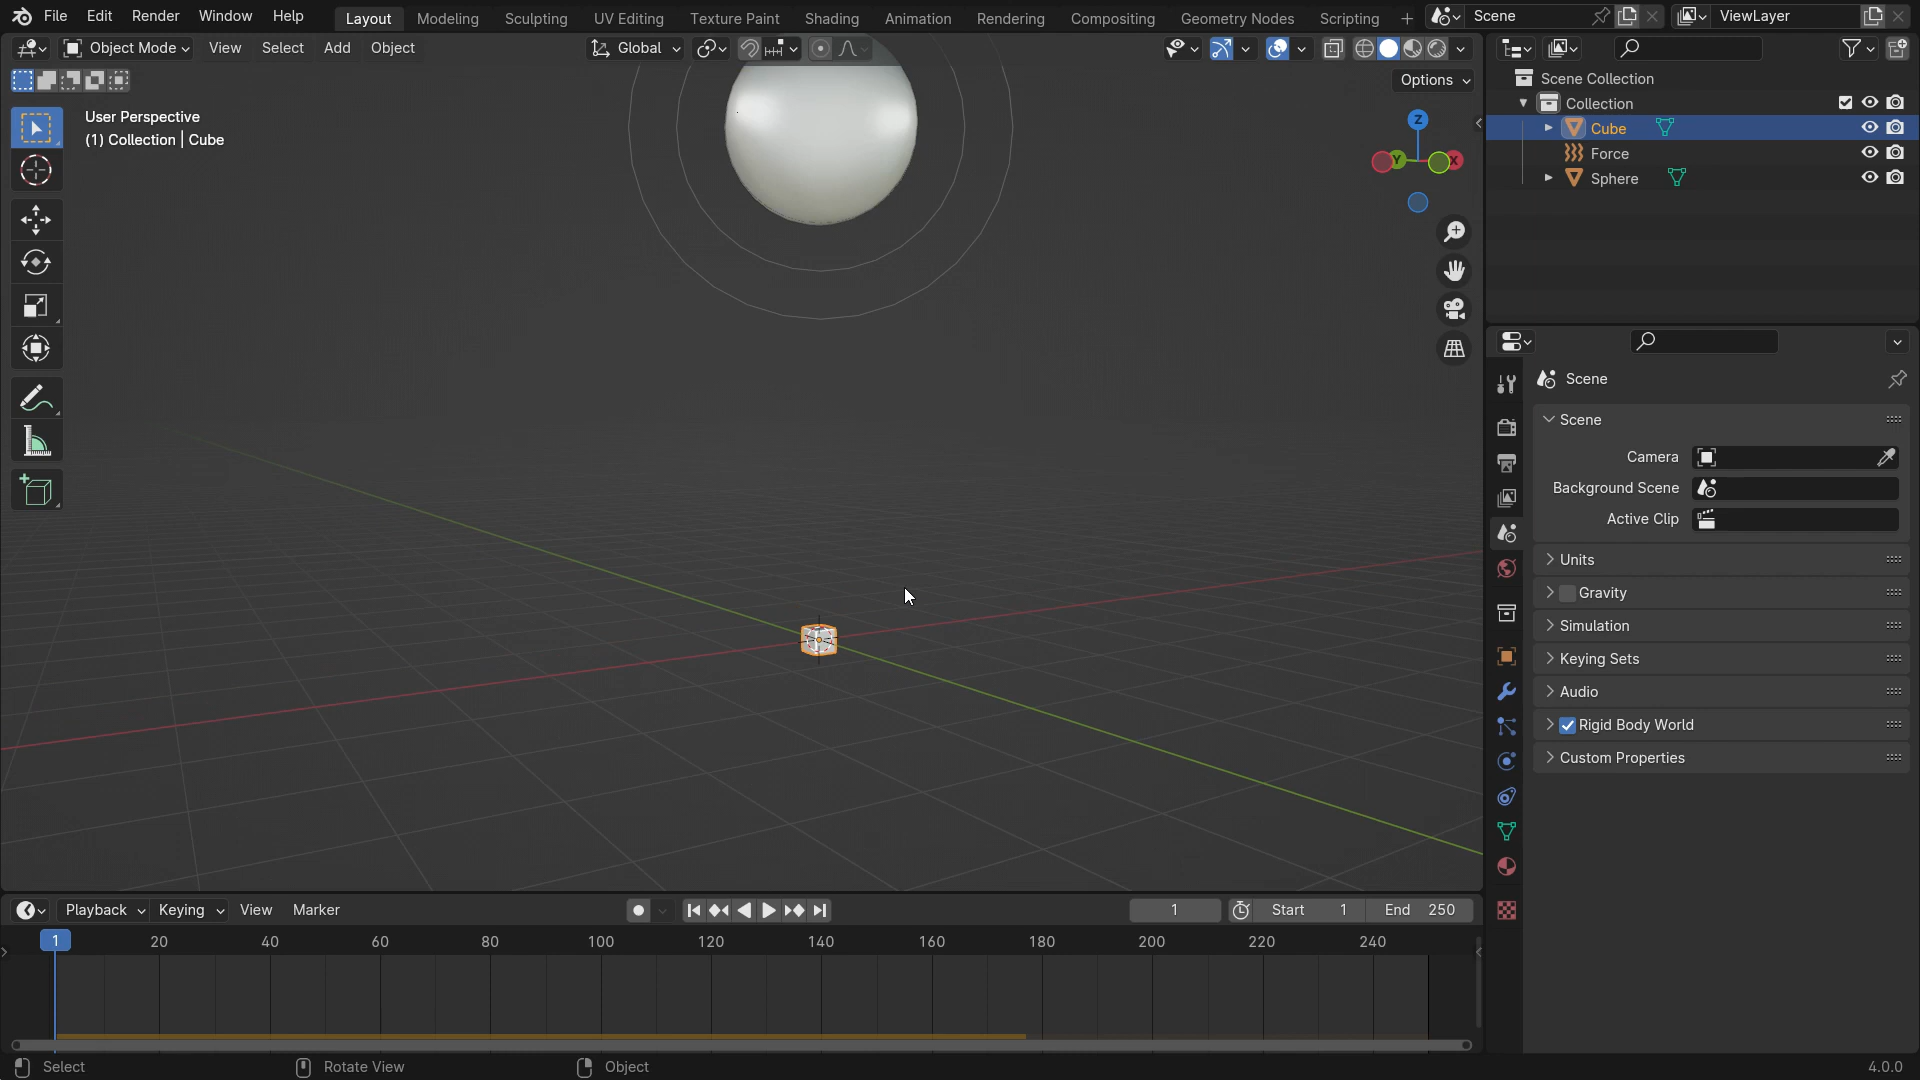 File Edit Render Window Help Layout Modeling Sculpting UV Editing Texture Paint Shading Animation Rendering Compositing Geometry Nodes Scripting + Scene ViewLayer
Object Mode View Select Add Object Global
Options
User Perspective
(1) Collection | Cube
Z
Y X
Scene Collection
Collection
Cube
Force
Sphere
Scene
Scene
Camera
Background Scene
Active Clip
Units
Gravity
Simulation
Keying Sets
Audio
Rigid Body World
Custom Properties
Playback Keying View Marker 1 Start 1 End 250
1 20 40 60 80 100 120 140 160 180 200 220 240
Select Rotate View Object 4.0.0